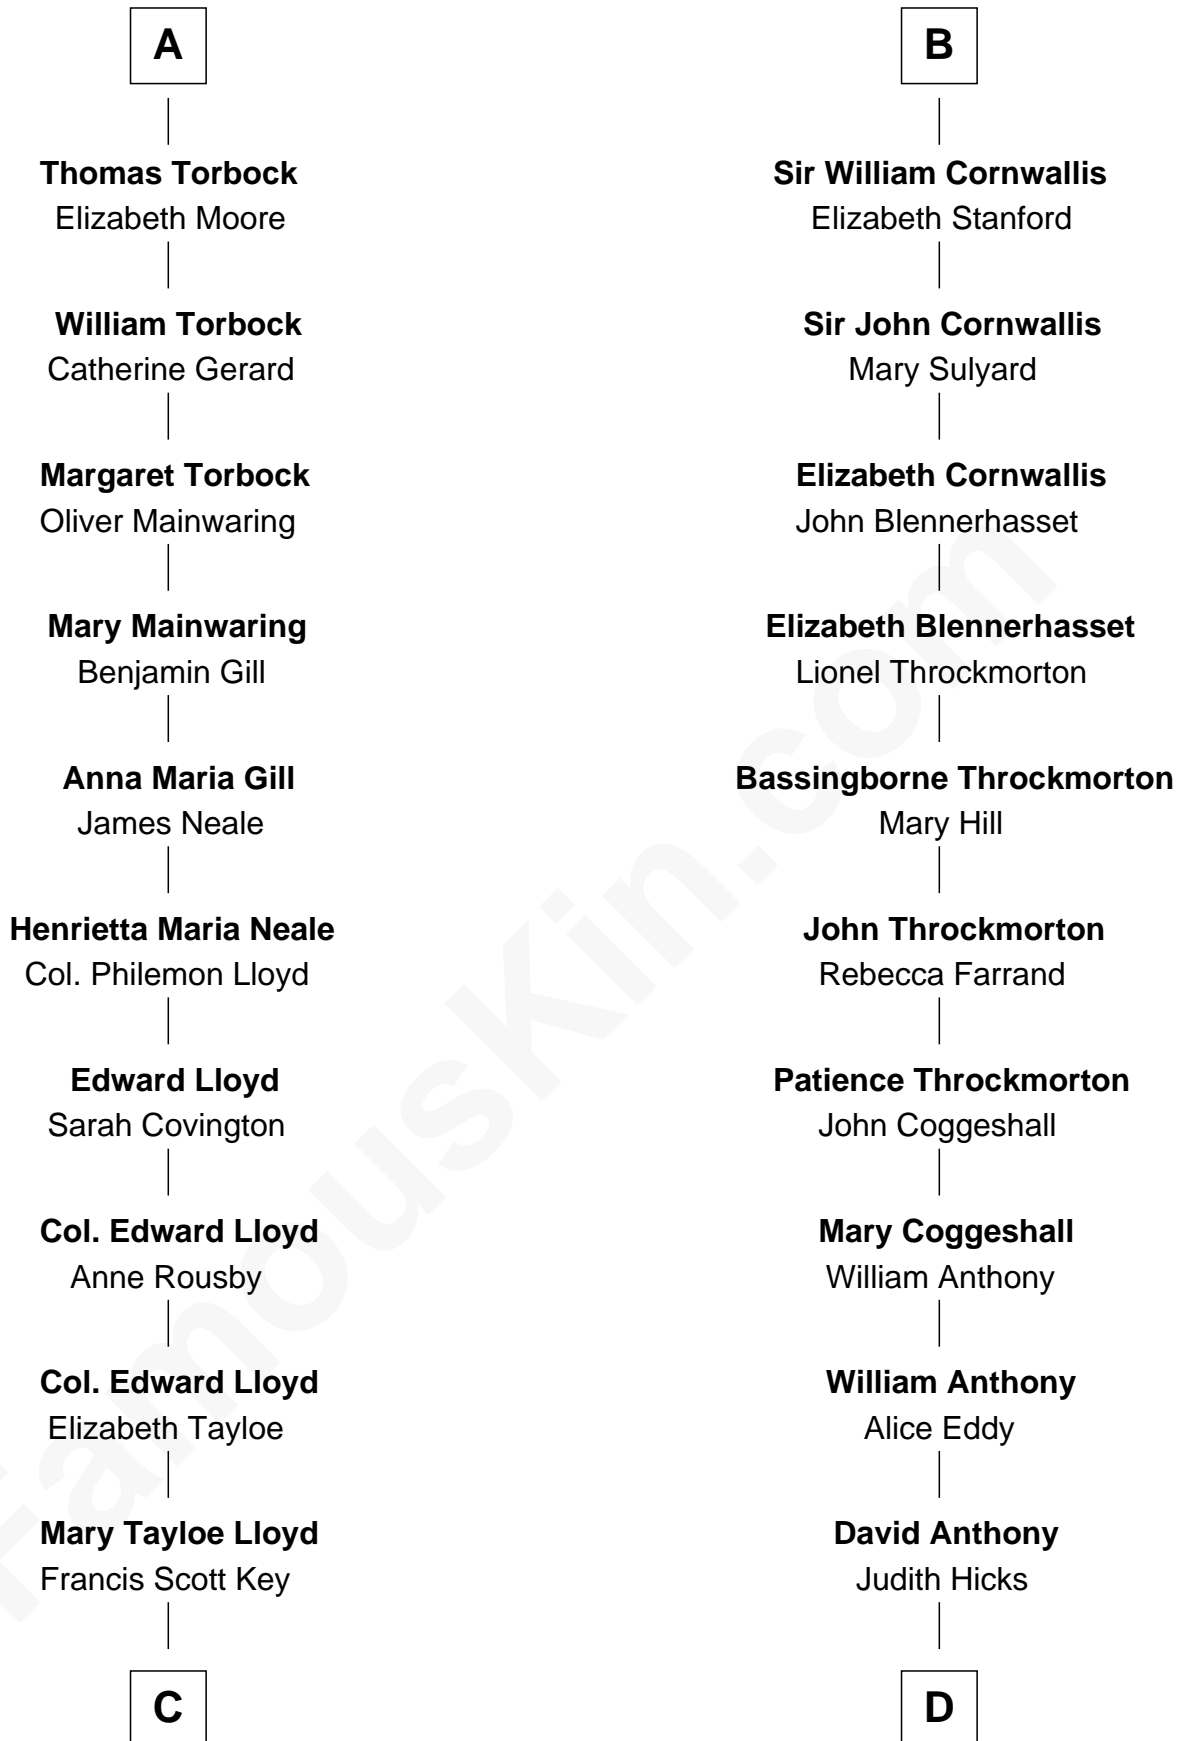 A
Thomas Torbock
Elizabeth Moore
William Torbock
Catherine Gerard
Margaret Torbock
Oliver Mainwaring
Mary Mainwaring
Benjamin Gill
Anna Maria Gill
James Neale
Henrietta Maria Neale
Col. Philemon Lloyd
Edward Lloyd
Sarah Covington
Col. Edward Lloyd
Anne Rousby
Col. Edward Lloyd
Elizabeth Tayloe
Mary Tayloe Lloyd
Francis Scott Key
C
B
Sir William Cornwallis
Elizabeth Stanford
Sir John Cornwallis
Mary Sulyard
Elizabeth Cornwallis
John Blennerhasset
Elizabeth Blennerhasset
Lionel Throckmorton
Bassingborne Throckmorton
Mary Hill
John Throckmorton
Rebecca Farrand
Patience Throckmorton
John Coggeshall
Mary Coggeshall
William Anthony
William Anthony
Alice Eddy
David Anthony
Judith Hicks
D
FamousKin.com